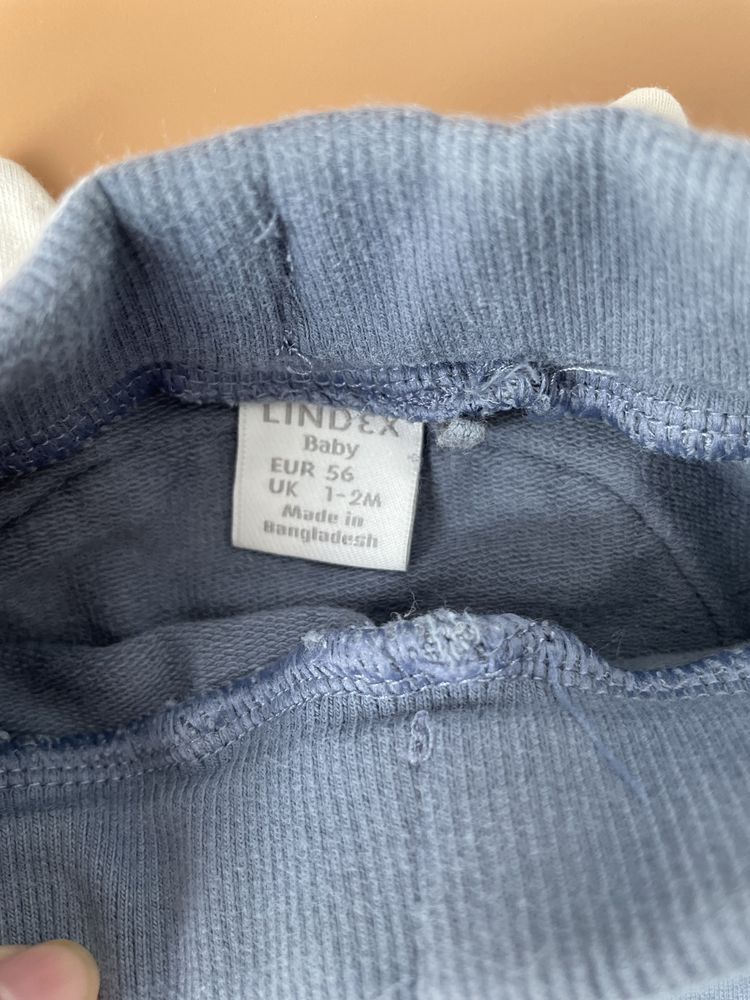 LINDEX
Baby
EUR 56
UK 1-2M
Made in
Bangladesh